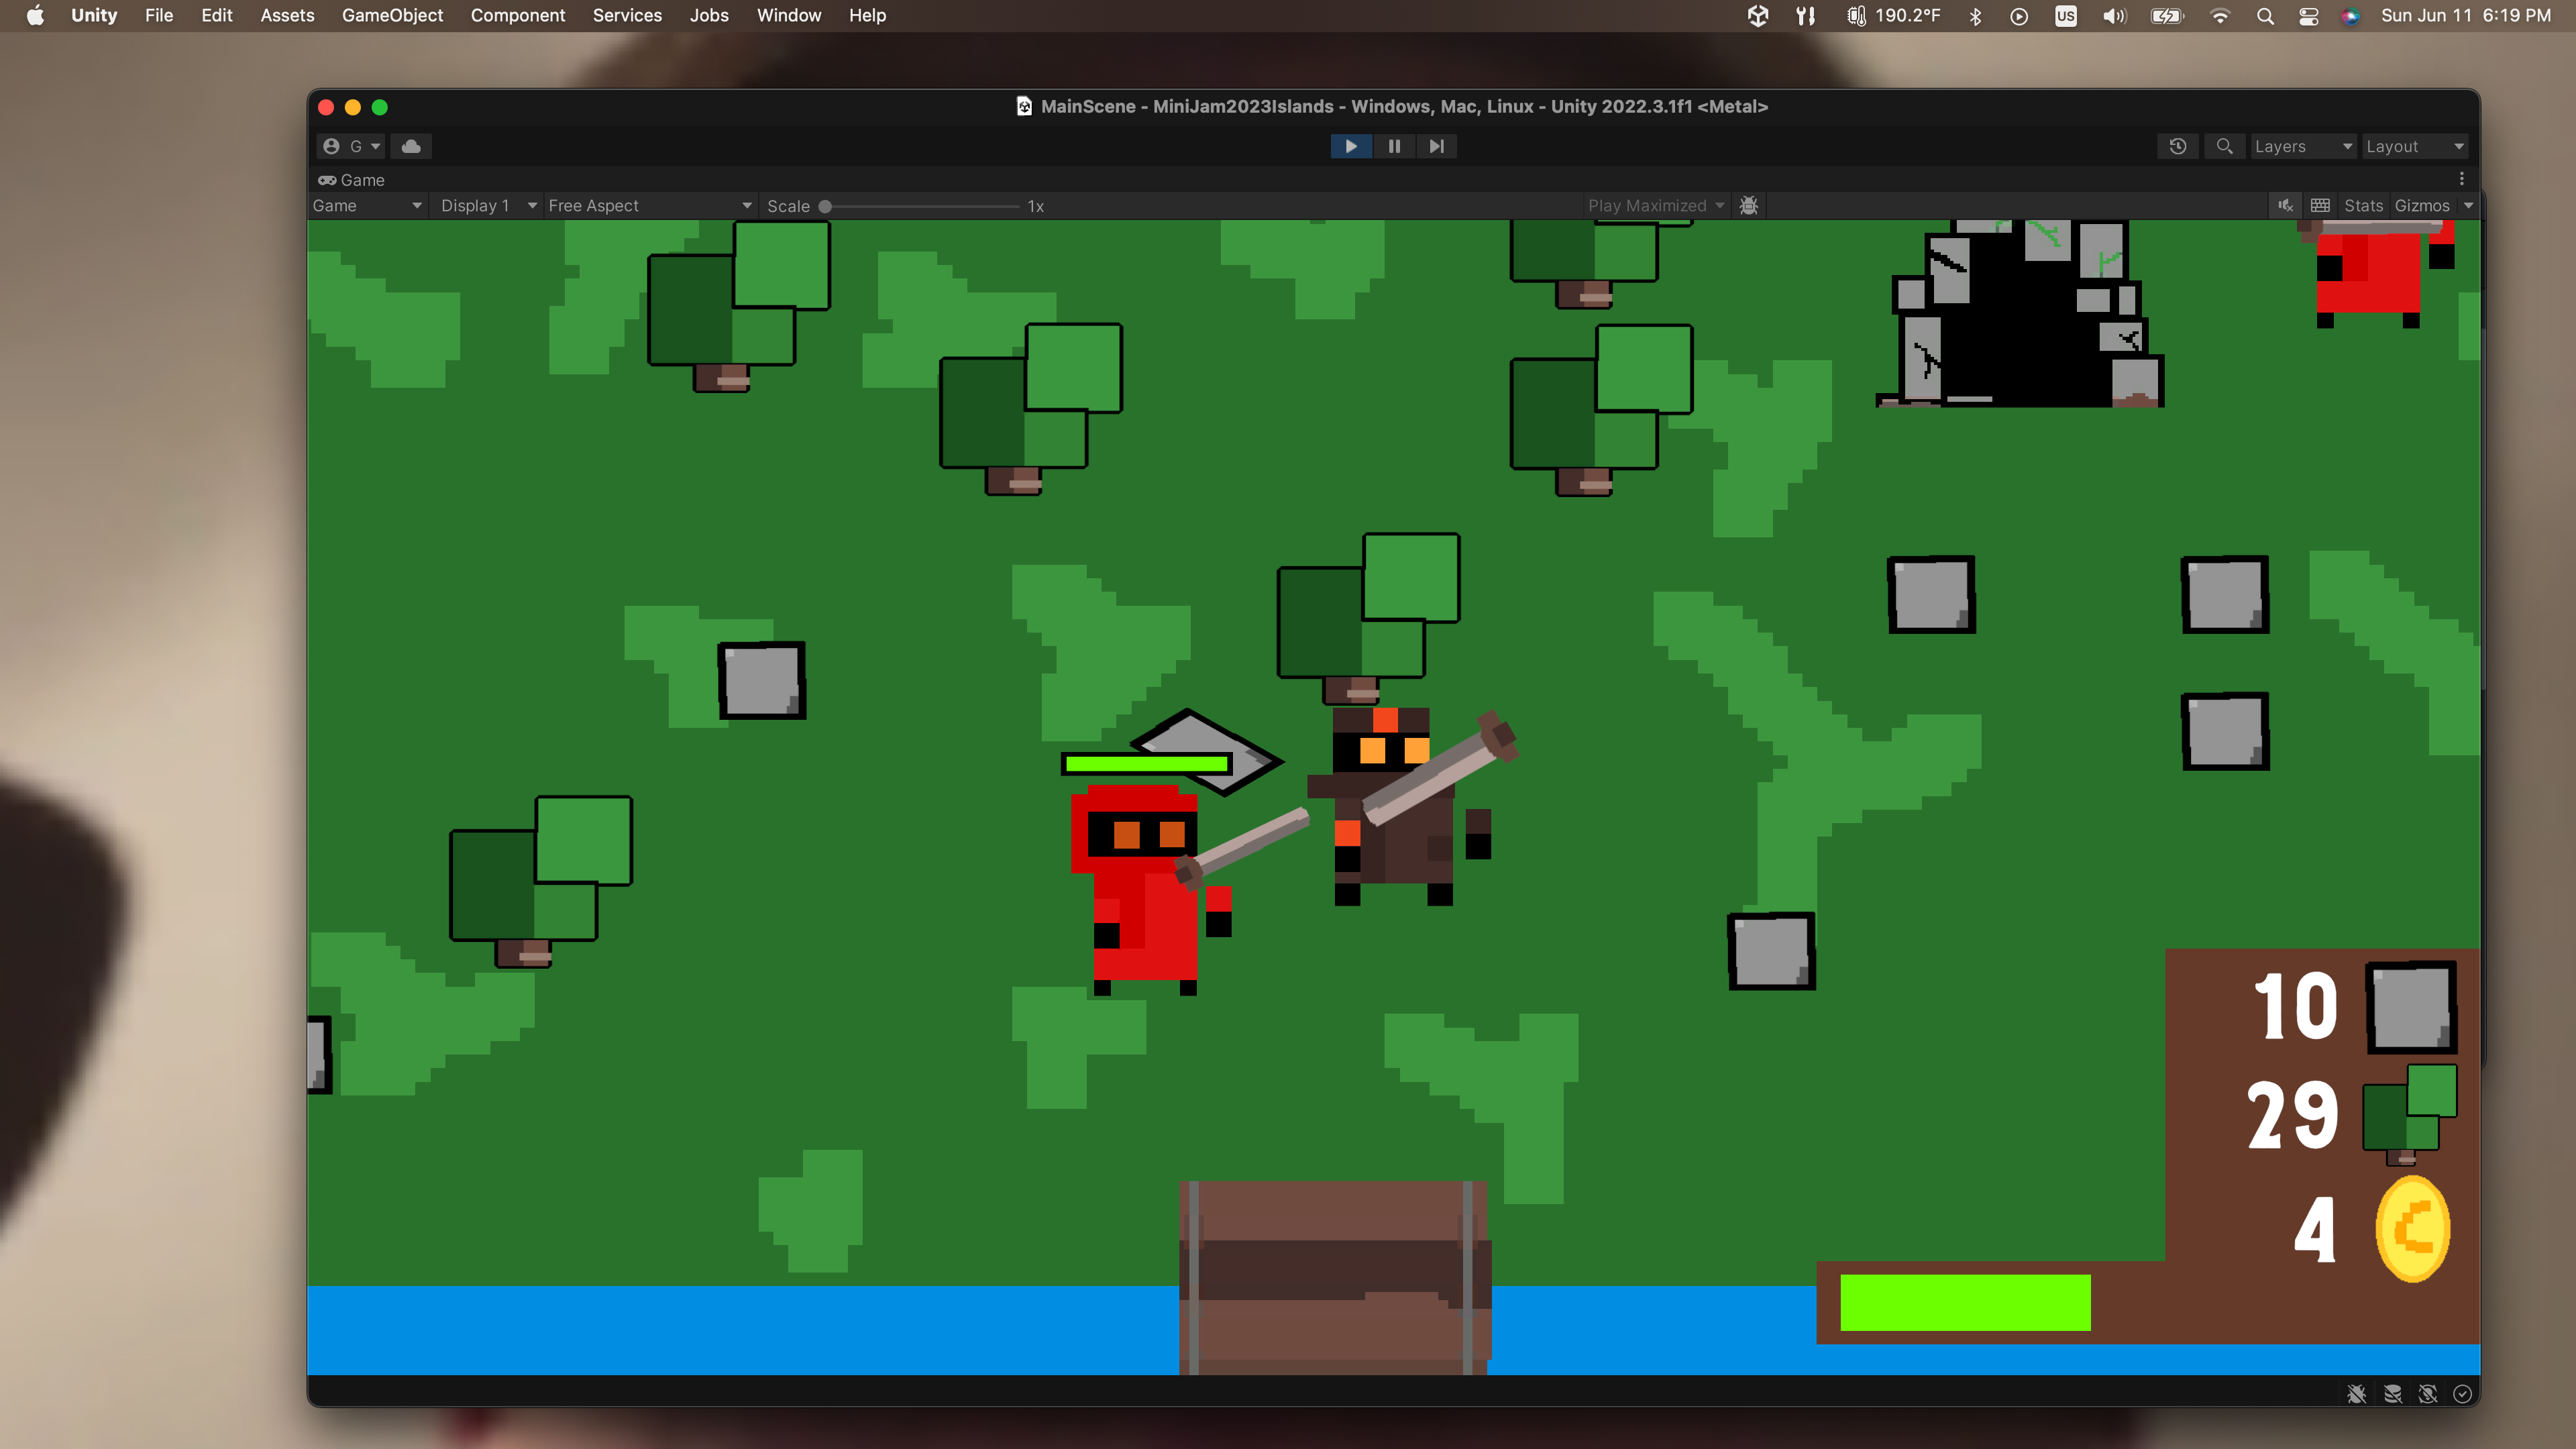 Unity File Edit Assets GameObject Component Services Jobs Window Help 190.2°F US Sun Jun 11 6:19 PM
MainScene - MiniJam2023Islands - Windows, Mac, Linux - Unity 2022.3.1f1 <Metal>
G Layers Layout
Game
Game Display 1 Free Aspect Scale 1x Play Maximized Stats Gizmos
10
29
4